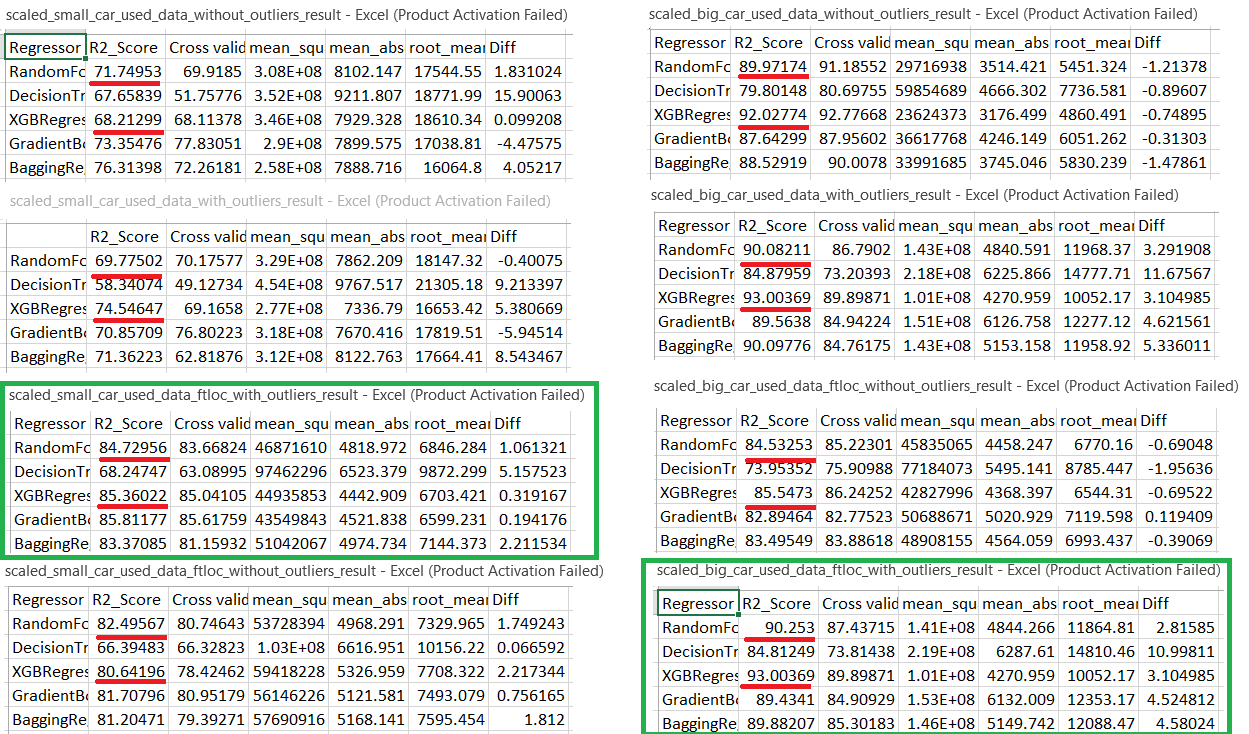 scaled_small_car_used_data_without_outliers_result - Excel (Product Activation Failed)
Regressor R2_Score Cross valid mean_squ mean_abs root_mear Diff
RandomFo 71.74953 69.9185 3.08E+08 8102.147 17544.55 1.831024
DecisionTr 67.65839 51.75776 3.52E+08 9211.807 18771.99 15.90063
XGBRegres 68.21299 68.11378 3.46E+08 7929.328 18610.34 0.099208
GradientBo 73.35476 77.83051 2.9E+08 7899.575 17038.81 -4.47575
BaggingRe 76.31398 72.26181 2.58E+08 7888.716 16064.8 4.05217
scaled_small_car_used_data_with_outliers_result - Excel (Product Activation Failed)
R2_Score Cross valid mean_squ mean_abs root_mear Diff
RandomFo 69.77502 70.17577 3.29E+08 7862.209 18147.32 -0.40075
DecisionTr 58.34074 49.12734 4.54E+08 9767.517 21305.18 9.213397
XGBRegres 74.54647 69.1658 2.77E+08 7336.79 16653.42 5.380669
GradientBo 70.85709 76.80223 3.18E+08 7670.416 17819.51 -5.94514
BaggingRe 71.36223 62.81876 3.12E+08 8122.763 17664.41 8.543467
scaled_small_car_used_data_ftloc_with_outliers_result - Excel (Product Activation Failed)
Regressor R2_Score Cross valid mean_squ mean_abs root_mear Diff
RandomFo 84.72956 83.66824 46871610 4818.972 6846.284 1.061321
DecisionTr 68.24747 63.08995 97462296 6523.379 9872.299 5.157523
XGBRegres 85.36022 85.04105 44935853 4442.909 6703.421 0.319167
GradientBo 85.81177 85.61759 43549843 4521.838 6599.231 0.194176
BaggingRe 83.37085 81.15932 51042067 4974.734 7144.373 2.211534
scaled_small_car_used_data_ftloc_without_outliers_result - Excel (Product Activation Failed)
Regressor R2_Score Cross valid mean_squ mean_abs root_mear Diff
RandomFo 82.49567 80.74643 53728394 4968.291 7329.965 1.749243
DecisionTr 66.39483 66.32823 1.03E+08 6616.951 10156.22 0.066592
XGBRegres 80.64196 78.42462 59418228 5326.959 7708.322 2.217344
GradientBo 81.70796 80.95179 56146226 5121.581 7493.079 0.756165
BaggingRe 81.20471 79.39271 57690916 5168.141 7595.454 1.812
scaled_big_car_used_data_without_outliers_result - Excel (Product Activation Failed)
Regressor R2_Score Cross valid mean_squ mean_abs root_mear Diff
RandomFo 89.97174 91.18552 29716938 3514.421 5451.324 -1.21378
DecisionTr 79.80148 80.69755 59854689 4666.302 7736.581 -0.89607
XGBRegres 92.02774 92.77668 23624373 3176.499 4860.491 -0.74895
GradientBo 87.64299 87.95602 36617768 4246.149 6051.262 -0.31303
BaggingRe 88.52919 90.0078 33991685 3745.046 5830.239 -1.47861
scaled_big_car_used_data_with_outliers_result - Excel (Product Activation Failed)
Regressor R2_Score Cross valid mean_squ mean_abs root_mear Diff
RandomFo 90.08211 86.7902 1.43E+08 4840.591 11968.37 3.291908
DecisionTr 84.87959 73.20393 2.18E+08 6225.866 14777.71 11.67567
XGBRegres 93.00369 89.89871 1.01E+08 4270.959 10052.17 3.104985
GradientBo 89.5638 84.94224 1.51E+08 6126.758 12277.12 4.621561
BaggingRe 90.09776 84.76175 1.43E+08 5153.158 11958.92 5.336011
scaled_big_car_used_data_ftloc_without_outliers_result - Excel (Product Activation Failed)
Regressor R2_Score Cross valid mean_squ mean_abs root_mear Diff
RandomFo 84.53253 85.22301 45835065 4458.247 6770.16 -0.69048
DecisionTr 73.95352 75.90988 77184073 5495.141 8785.447 -1.95636
XGBRegres 85.5473 86.24252 42827996 4368.397 6544.31 -0.69522
GradientBo 82.89464 82.77523 50688671 5020.929 7119.598 0.119409
BaggingRe 83.49549 83.88618 48908155 4564.059 6993.437 -0.39069
scaled_big_car_used_data_ftloc_with_outliers_result - Excel (Product Activation Failed)
Regressor R2_Score Cross valid mean_squ mean_abs root_mear Diff
RandomFo 90.253 87.43715 1.41E+08 4844.266 11864.81 2.81585
DecisionTr 84.81249 73.81438 2.19E+08 6287.61 14810.46 10.99811
XGBRegres 93.00369 89.89871 1.01E+08 4270.959 10052.17 3.104985
GradientBo 89.4341 84.90929 1.53E+08 6132.009 12353.17 4.524812
BaggingRe 89.88207 85.30183 1.46E+08 5149.742 12088.47 4.58024